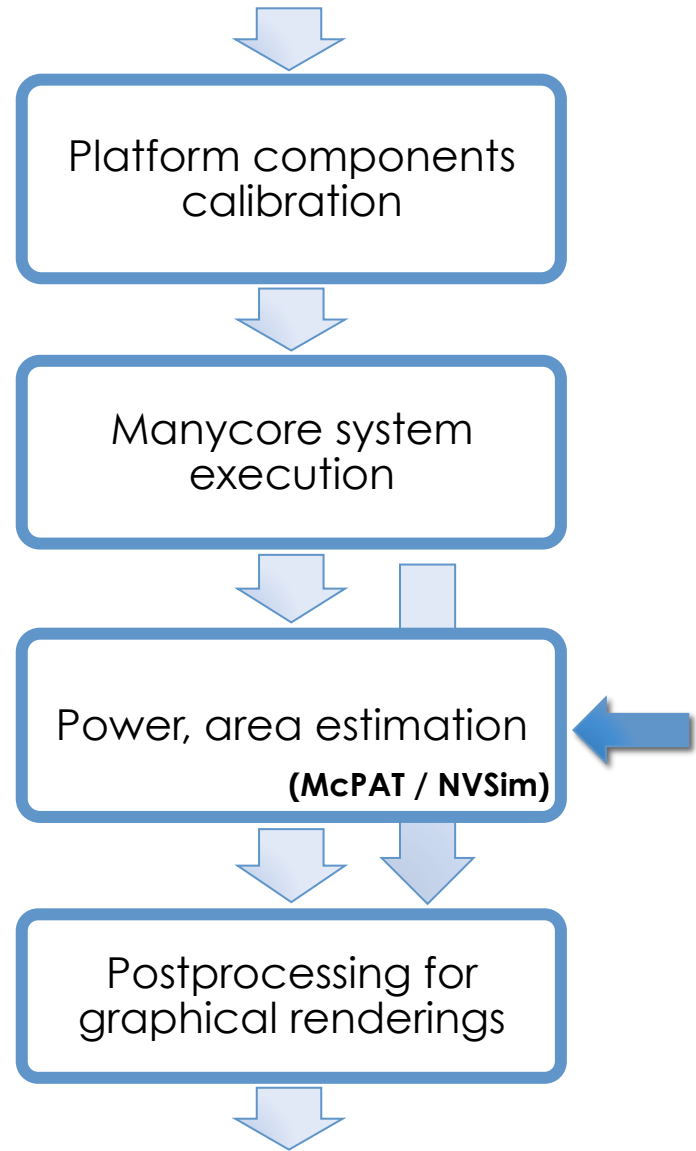 Platform components
calibration
Manycore system
execution
Power, area estimation
(McPAT / NVSim)
Postprocessing for
graphical renderings